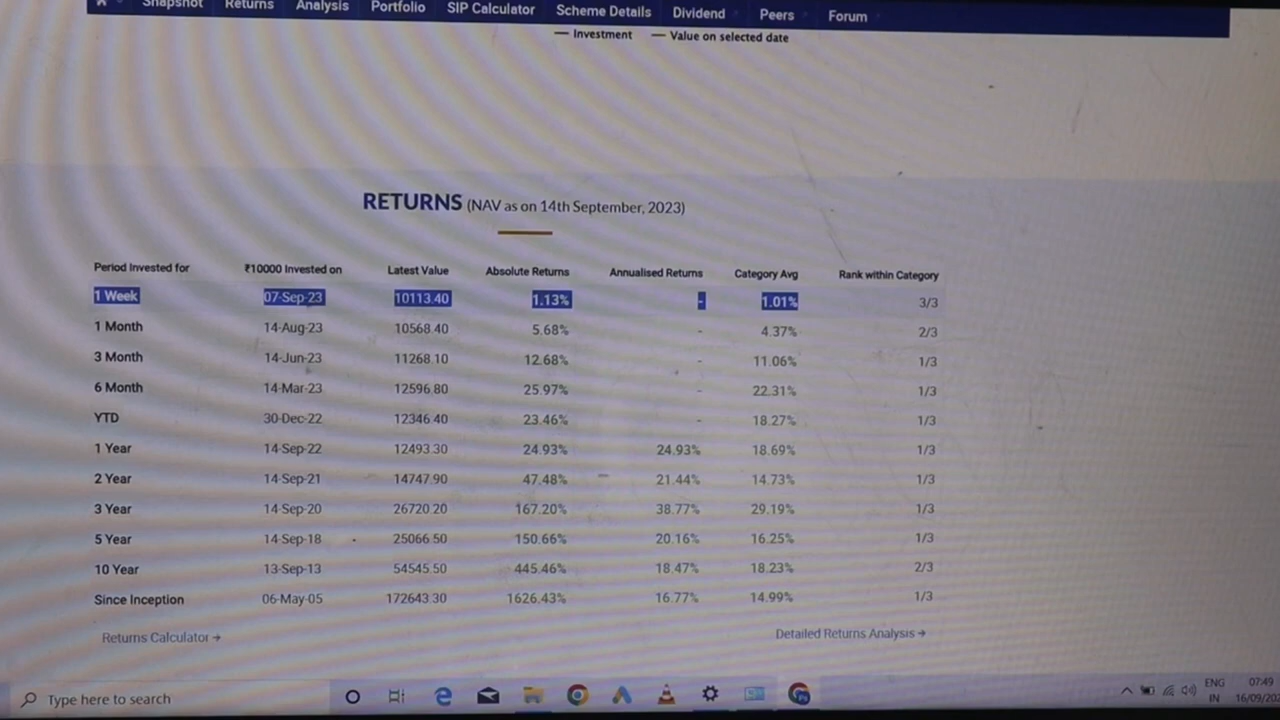 Snapshot Returns Analysis Portfolio SIP Calculator Scheme Details Dividend Peers Forum
Investment Value on selected date
RETURNS (NAV as on 14th September, 2023)
Period Invested for ₹10000 Invested on Latest Value Absolute Returns Annualised Returns Category Avg Rank within Category
1 Week 07-Sep-23 10113.40 1.13% - 1.01% 3/3
1 Month 14-Aug-23 10568.40 5.68% - 4.37% 2/3
3 Month 14-Jun-23 11268.10 12.68% - 11.06% 1/3
6 Month 14-Mar-23 12596.80 25.97% - 22.31% 1/3
YTD 30-Dec-22 12346.40 23.46% - 18.27% 1/3
1 Year 14-Sep-22 12493.30 24.93% 24.93% 18.69% 1/3
2 Year 14-Sep-21 14747.90 47.48% 21.44% 14.73% 1/3
3 Year 14-Sep-20 26720.20 167.20% 38.77% 29.19% 1/3
5 Year 14-Sep-18 25066.50 150.66% 20.16% 16.25% 1/3
10 Year 13-Sep-13 54545.50 445.46% 18.47% 18.23% 2/3
Since Inception 06-May-05 172643.30 1626.43% 16.77% 14.99% 1/3
Returns Calculator → Detailed Returns Analysis →
Type here to search ENG 07:49
IN